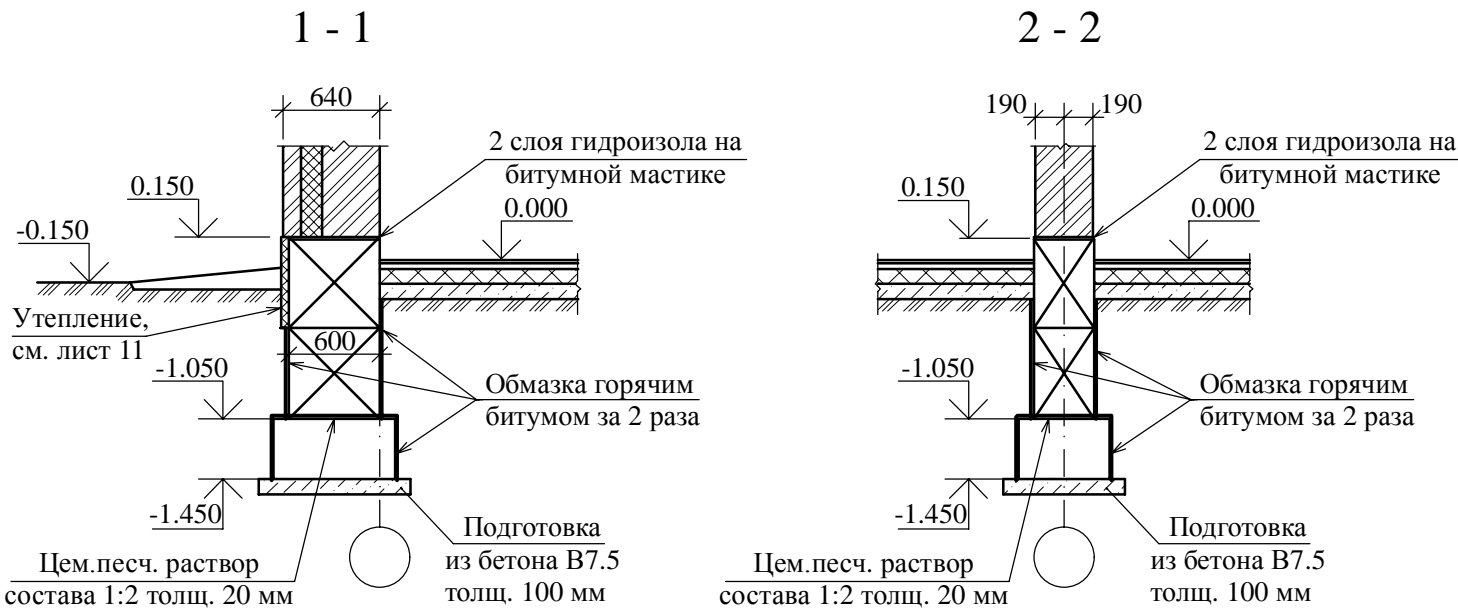 1 - 1
640
2 слоя гидроизола на
битумной мастике
0.150
0.000
-0.150
Утепление,
см. лист 11
600
-1.050
Обмазка горячим
битумом за 2 раза
-1.450
Подготовка
из бетона В7.5
толщ. 100 мм
Цем.песч. раствор
состава 1:2 толщ. 20 мм
2 - 2
190
190
2 слоя гидроизола на
битумной мастике
0.150
0.000
-1.050
Обмазка горячим
битумом за 2 раза
-1.450
Подготовка
из бетона В7.5
толщ. 100 мм
Цем.песч. раствор
состава 1:2 толщ. 20 мм